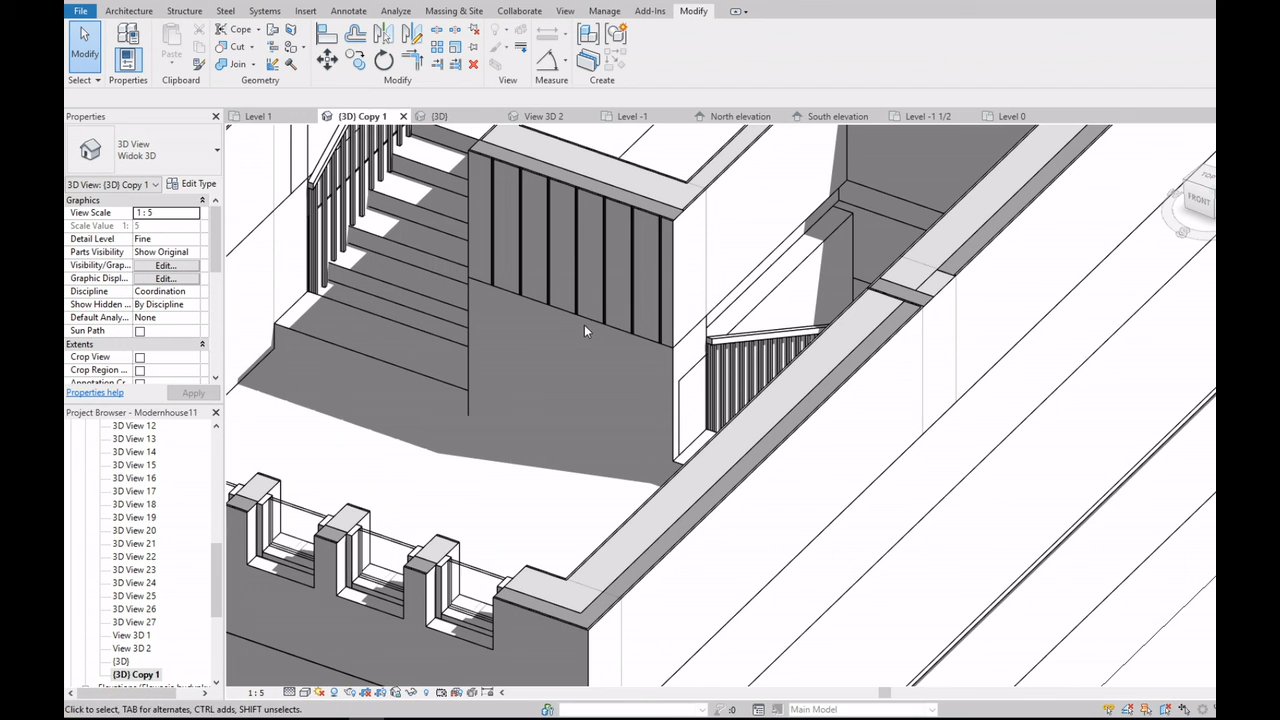 File Architecture Structure Steel Systems Insert Annotate Analyze Massing & Site Collaborate View Manage Add-Ins Modify
Modify
Paste
Cope
Cut
Join
Select Properties Clipboard Geometry Modify View Measure Create
Properties
Level 1 {3D} Copy 1 {3D} View 3D 2 Level -1 North elevation South elevation Level -1 1/2 Level 0
3D View
Widok 3D
3D View: {3D} Copy 1 Edit Type
Graphics
View Scale 1 : 5
Scale Value 1: 5
Detail Level Fine
Parts Visibility Show Original
Visibility/Grap... Edit...
Graphic Displ... Edit...
Discipline Coordination
Show Hidden ... By Discipline
Default Analy... None
Sun Path
Extents
Crop View
Crop Region ...
Properties help Apply
Project Browser - Modernhouse11
3D View 12
3D View 13
3D View 14
3D View 15
3D View 16
3D View 17
3D View 18
3D View 19
3D View 20
3D View 21
3D View 22
3D View 23
3D View 24
3D View 25
3D View 26
3D View 27
View 3D 1
View 3D 2
{3D}
{3D} Copy 1
TOP
FRONT
1 : 5
Click to select, TAB for alternates, CTRL adds, SHIFT unselects.
:0
Main Model